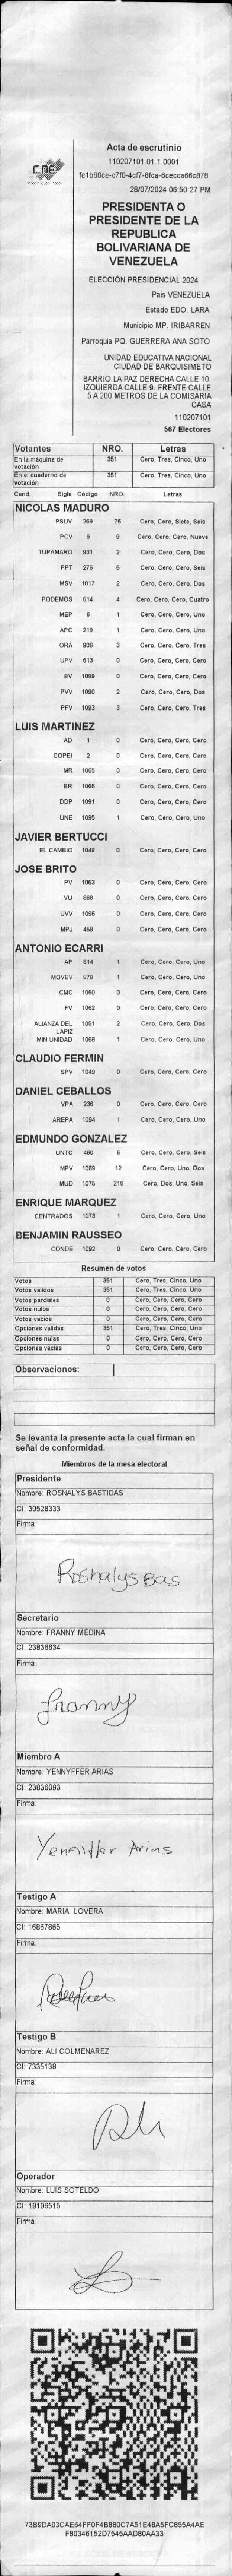 CNE
Acta de escrutinio
110207101.01.1.0001
fe1b60ce-c7f0-4cf7-8fca-6cecca66c878
28/07/2024 06:50:27 PM
PRESIDENTA O
PRESIDENTE DE LA
REPUBLICA
BOLIVARIANA DE
VENEZUELA
ELECCIÓN PRESIDENCIAL 2024
Pais VENEZUELA
Estado EDO. LARA
Municipio MP. IRIBARREN
Parroquia PQ. GUERRERA ANA SOTO
UNIDAD EDUCATIVA NACIONAL
CIUDAD DE BARQUISIMETO
BARRIO LA PAZ DERECHA CALLE 10.
IZQUIERDA CALLE 9. FRENTE CALLE
5 A 200 METROS DE LA COMISARIA
CASA
110207101
567 Electores
Votantes NRO. Letras
En la máquina de votación 351 Cero, Tres, Cinco, Uno
En el cuaderno de votación 351 Cero, Tres, Cinco, Uno
Cand. Sigla Código NRO. Letras
NICOLAS MADURO
PSUV 269 76 Cero, Cero, Siete, Seis
PCV 9 9 Cero, Cero, Cero, Nueve
TUPAMARO 931 2 Cero, Cero, Cero, Dos
PPT 276 6 Cero, Cero, Cero, Seis
MSV 1017 2 Cero, Cero, Cero, Dos
PODEMOS 514 4 Cero, Cero, Cero, Cuatro
MEP 6 1 Cero, Cero, Cero, Uno
APC 219 1 Cero, Cero, Cero, Uno
ORA 906 3 Cero, Cero, Cero, Tres
UPV 613 0 Cero, Cero, Cero, Cero
EV 1089 0 Cero, Cero, Cero, Cero
PVV 1090 2 Cero, Cero, Cero, Dos
PFV 1093 3 Cero, Cero, Cero, Tres
LUIS MARTINEZ
AD 1 0 Cero, Cero, Cero, Cero
COPEI 2 0 Cero, Cero, Cero, Cero
MR 1065 0 Cero, Cero, Cero, Cero
BR 1066 0 Cero, Cero, Cero, Cero
DDP 1091 0 Cero, Cero, Cero, Cero
UNE 1095 1 Cero, Cero, Cero, Uno
JAVIER BERTUCCI
EL CAMBIO 1048 0 Cero, Cero, Cero, Cero
JOSE BRITO
PV 1053 0 Cero, Cero, Cero, Cero
VU 868 0 Cero, Cero, Cero, Cero
UVV 1096 0 Cero, Cero, Cero, Cero
MPJ 458 0 Cero, Cero, Cero, Cero
ANTONIO ECARRI
AP 814 1 Cero, Cero, Cero, Uno
MOVEV 978 1 Cero, Cero, Cero, Uno
CMC 1050 0 Cero, Cero, Cero, Cero
FV 1062 0 Cero, Cero, Cero, Cero
ALIANZA DEL LAPIZ 1051 2 Cero, Cero, Cero, Dos
MIN UNIDAD 1068 1 Cero, Cero, Cero, Uno
CLAUDIO FERMIN
SPV 1049 0 Cero, Cero, Cero, Cero
DANIEL CEBALLOS
VPA 236 0 Cero, Cero, Cero, Cero
AREPA 1094 1 Cero, Cero, Cero, Uno
EDMUNDO GONZALEZ
UNTC 460 6 Cero, Cero, Cero, Seis
MPV 1069 12 Cero, Cero, Uno, Dos
MUD 1075 216 Cero, Dos, Uno, Seis
ENRIQUE MARQUEZ
CENTRADOS 1073 1 Cero, Cero, Cero, Uno
BENJAMIN RAUSSEO
CONDE 1092 0 Cero, Cero, Cero, Cero
Resumen de votos
Votos 351 Cero, Tres, Cinco, Uno
Votos validos 351 Cero, Tres, Cinco, Uno
Votos parciales 0 Cero, Cero, Cero, Cero
Votos nulos 0 Cero, Cero, Cero, Cero
Votos vacíos 0 Cero, Cero, Cero, Cero
Opciones validas 351 Cero, Tres, Cinco, Uno
Opciones nulas 0 Cero, Cero, Cero, Cero
Opciones vacías 0 Cero, Cero, Cero, Cero
Observaciones:
Se levanta la presente acta la cual firman en
señal de conformidad.
Miembros de la mesa electoral
Presidente
Nombre: ROSNALYS BASTIDAS
CI: 30528333
Firma:
Rosnalys Bas
Secretario
Nombre: FRANNY MEDINA
CI: 23836634
Firma:
Franny
Miembro A
Nombre: YENNYFFER ARIAS
CI: 23836093
Firma:
Yenniffer Arias
Testigo A
Nombre: MARIA LOVERA
CI: 16867865
Firma:
Testigo B
Nombre: ALI COLMENAREZ
CI: 7335138
Firma:
Ali
Operador
Nombre: LUIS SOTELDO
CI: 19106515
Firma:
73B9DA03CAE64FF0F4B880C7A51E48A5FC855A4AE
F80346152D7545AAD80AA33